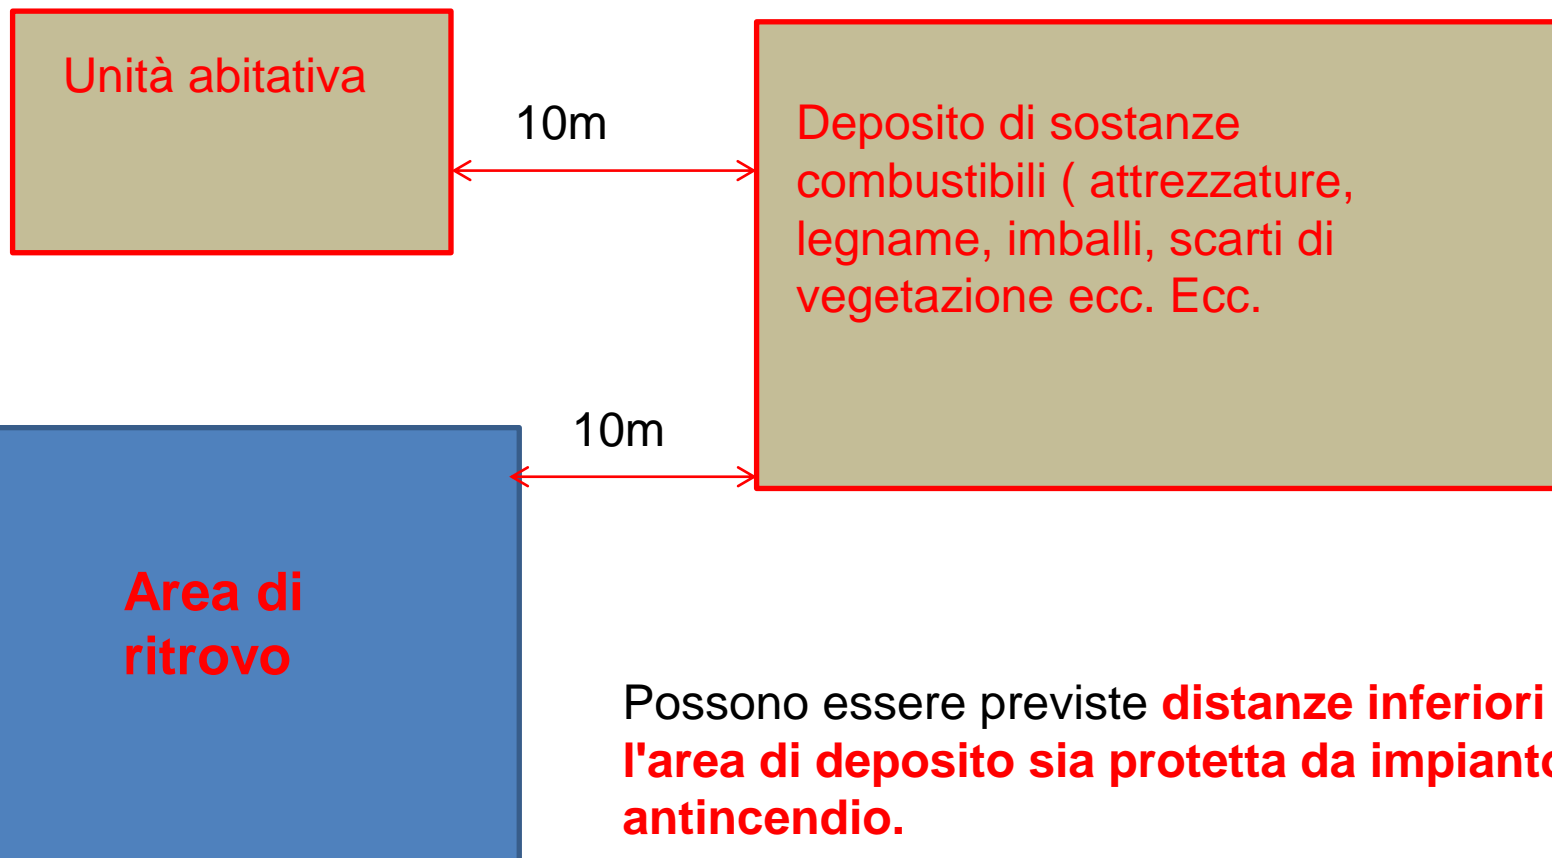 Unità abitativa
10m
Deposito di sostanze
combustibili ( attrezzature,
legname, imballi, scarti di
vegetazione ecc. Ecc.
10m
Area di
ritrovo
Possono essere previste distanze inferiori
l'area di deposito sia protetta da impianto
antincendio.